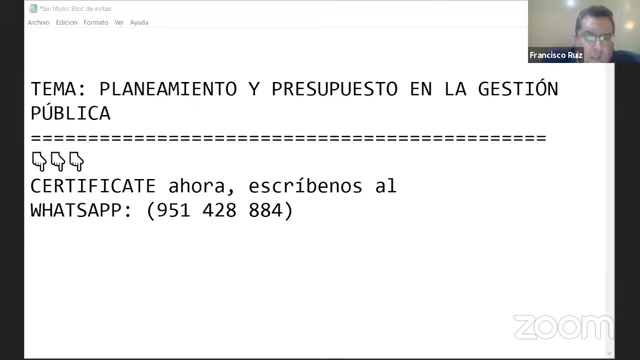 *Sin título: Bloc de notas
Archivo Edición Formato Ver Ayuda
Francisco Ruiz
TEMA: PLANEAMIENTO Y PRESUPUESTO EN LA GESTIÓN
PÚBLICA
=============================================
👇👇👇
CERTIFICATE ahora, escríbenos al
WHATSAPP: (951 428 884)
zoom